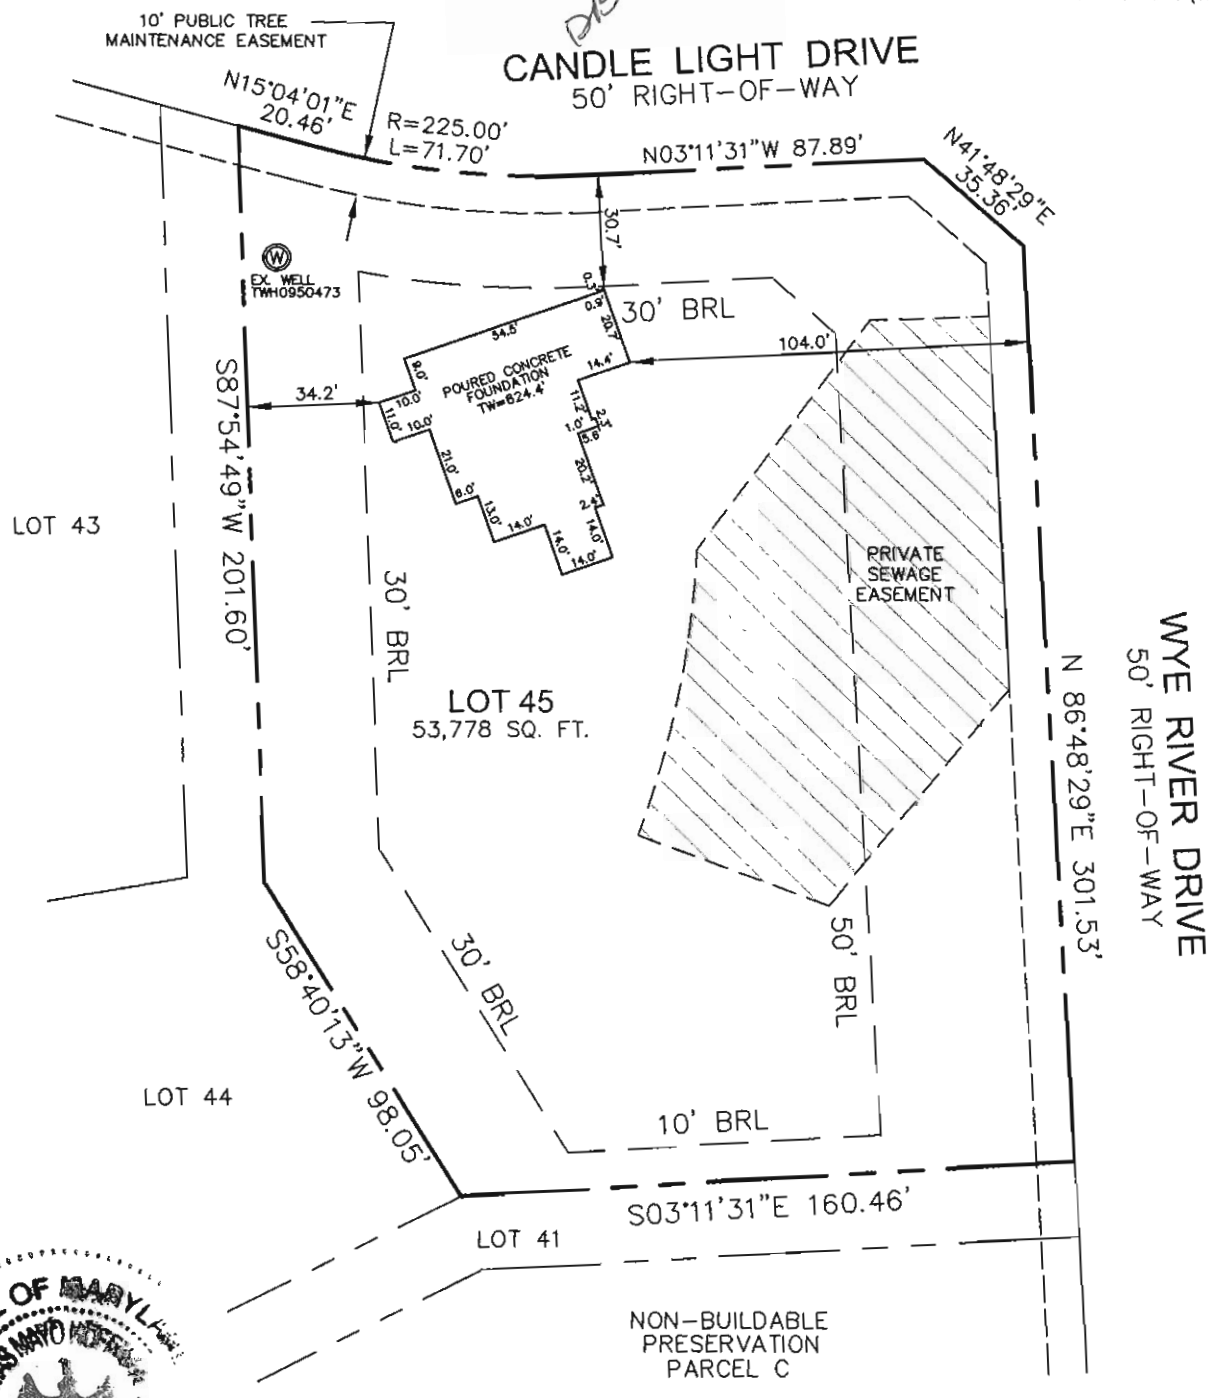 10' PUBLIC TREE
MAINTENANCE EASEMENT
CANDLE LIGHT DRIVE
50' RIGHT-OF-WAY
N15°04'01"E
20.46'
R=225.00'
L=71.70'
N03°11'31"W 87.89'
N41°48'29"E
35.36'
30.7'
W
EX. WELL
TWH0950473
0.3'
0.9'
30' BRL
20.7'
54.5'
104.0'
14.4'
9.0'
POURED CONCRETE
FOUNDATION
TW=624.4'
S87°54'49"W 201.60'
34.2'
10.0'
11.0'
10.0'
11.2'
1.0'
5.6'
21.0'
20.2'
6.0'
13.0'
14.0'
14.0'
14.0'
14.0'
LOT 43
PRIVATE
SEWAGE
EASEMENT
30' BRL
WYE RIVER DRIVE
50' RIGHT-OF-WAY
N 86°48'29"E 301.53'
LOT 45
53,778 SQ. FT.
50' BRL
30' BRL
S58°40'13"W 98.05'
LOT 44
10' BRL
S03°11'31"E 160.46'
LOT 41
OF MARYLA
NON-BUILDABLE
PRESERVATION
PARCEL C